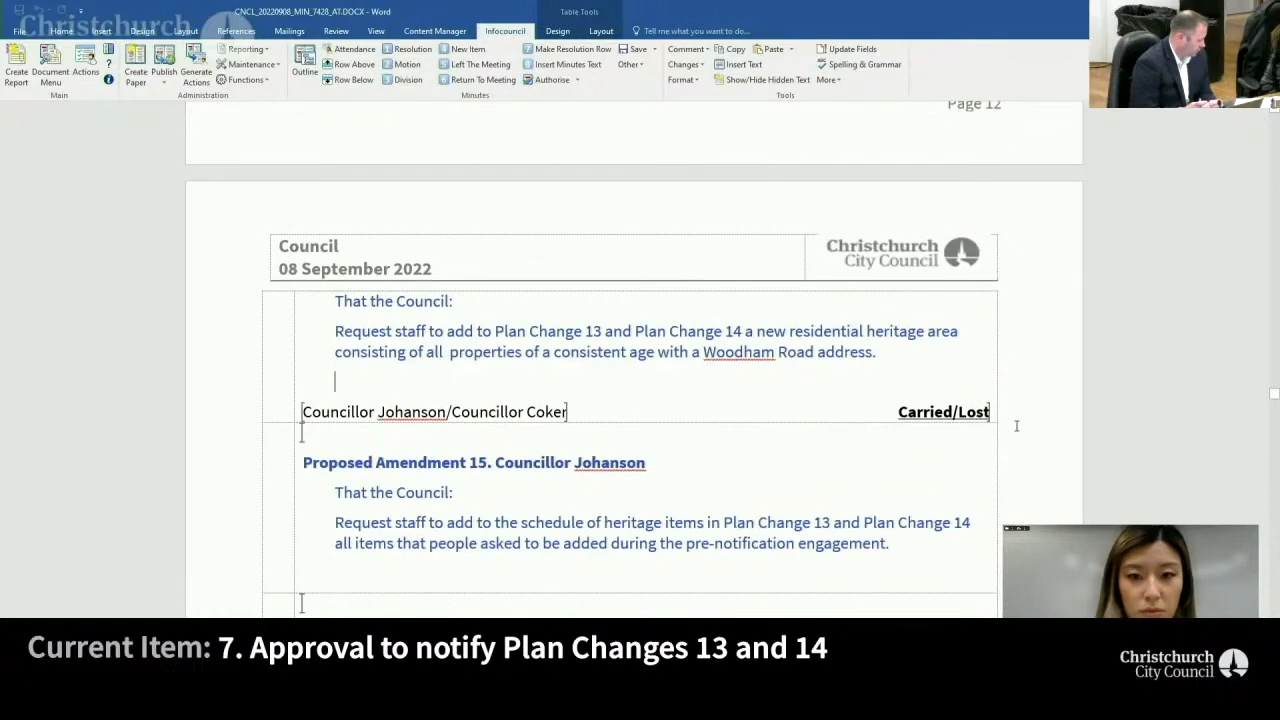 CNCL_20220908_MIN_7428_AT.DOCX - Word
Table Tools
Christchurch
File Home Insert Design Layout References Mailings Review View Content Manager Infocouncil Design Layout Tell me what you want to do...
Create Report
Document Menu
Actions
Main
Create Paper
Publish
Generate Actions
Reporting
Maintenance
Functions
Administration
Outline
Attendance
Row Above
Row Below
Resolution
Motion
Division
New Item
Left The Meeting
Return To Meeting
Make Resolution Row
Insert Minutes Text
Authorise
Save
Other
Minutes
Comment
Changes
Format
Copy
Paste
Insert Text
Show/Hide Hidden Text
Update Fields
Spelling & Grammar
More
Tools
Page 12
Council
08 September 2022
Christchurch
City Council
That the Council:
Request staff to add to Plan Change 13 and Plan Change 14 a new residential heritage area
consisting of all properties of a consistent age with a Woodham Road address.
Councillor Johanson/Councillor Coker
Carried/Lost
Proposed Amendment 15. Councillor Johanson
That the Council:
Request staff to add to the schedule of heritage items in Plan Change 13 and Plan Change 14
all items that people asked to be added during the pre-notification engagement.
Current Item: 7. Approval to notify Plan Changes 13 and 14
Christchurch
City Council